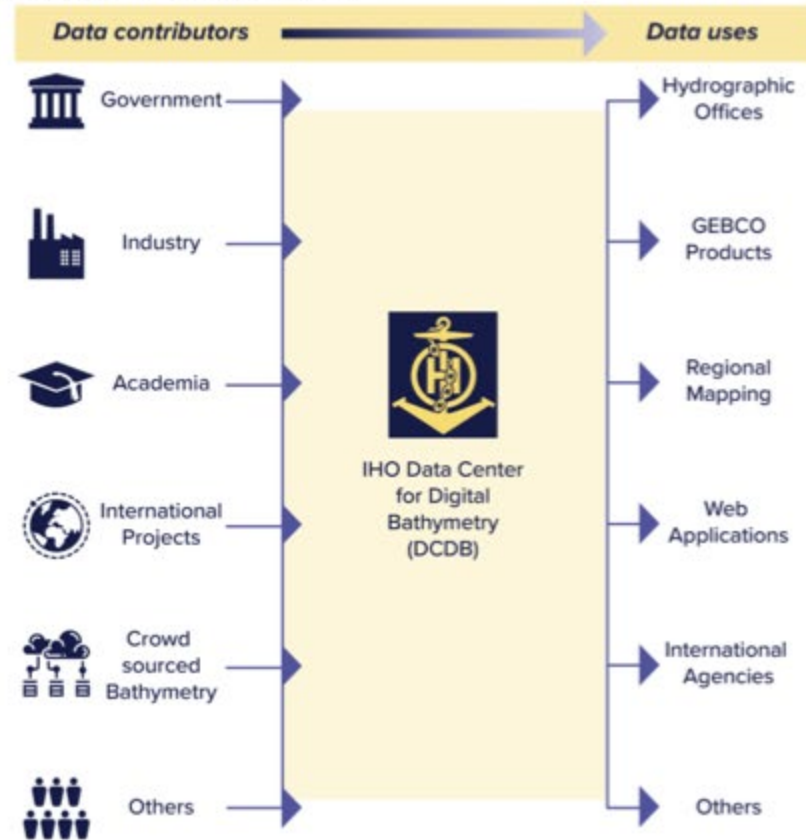 Data contributors
Data uses
Government
Industry
Academia
International
Projects
Crowd
sourced
Bathymetry
Others
IHO Data Center
for Digital
Bathymetry
(DCDB)
Hydrographic
Offices
GEBCO
Products
Regional
Mapping
Web
Applications
International
Agencies
Others